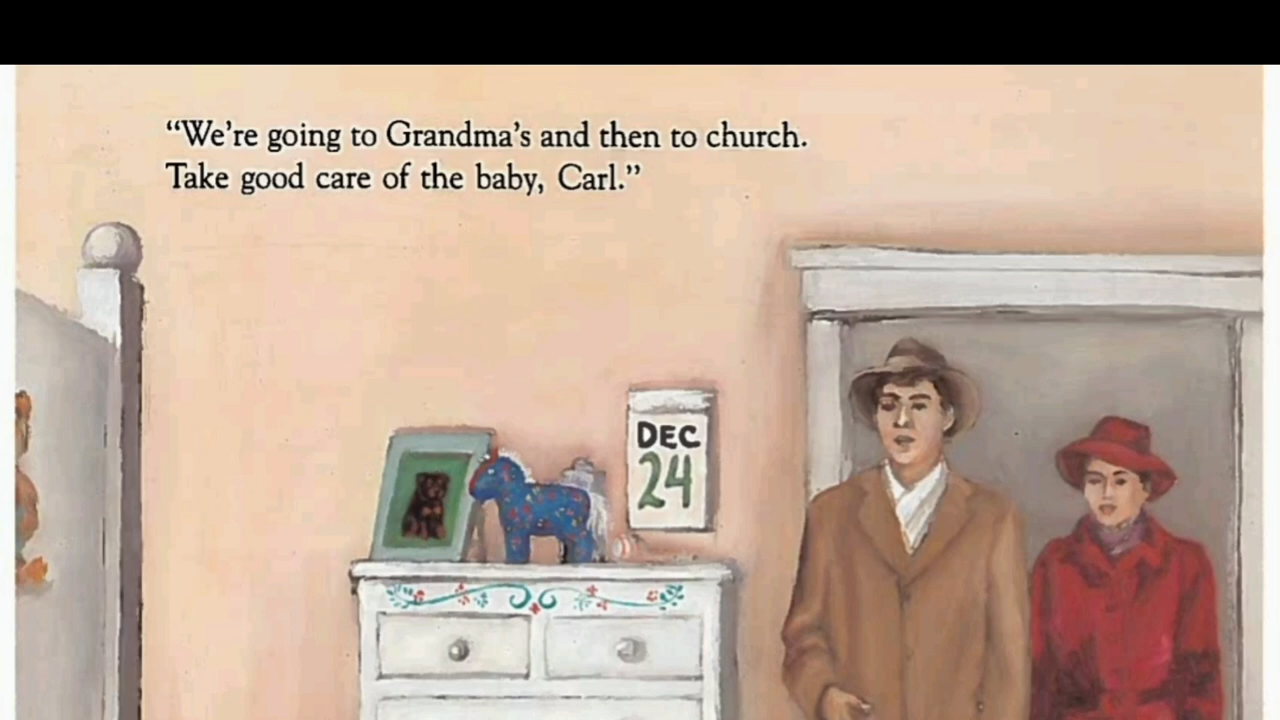 “We’re going to Grandma’s and then to church.
Take good care of the baby, Carl.”
DEC
24